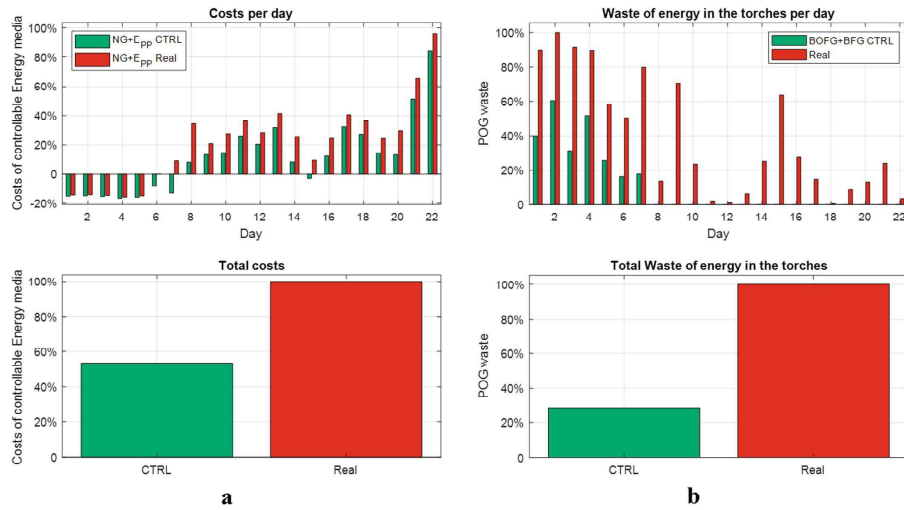 Costs per day
Costs of controllable Energy media
100%
80%
60%
40%
20%
0
-20%
NG+E_PP CTRL
NG+E_PP Real
2 4 6 8 10 12 14 16 18 20 22
Day
Waste of energy in the torches per day
POG waste
100%
80%
60%
40%
20%
0
BOFG+BFG CTRL
Real
2 4 6 8 10 12 14 16 18 20 22
Day
Total costs
Costs of controllable Energy media
100%
80%
60%
40%
20%
0
CTRL Real
a
Total Waste of energy in the torches
POG waste
100%
80%
60%
40%
20%
0
CTRL Real
b